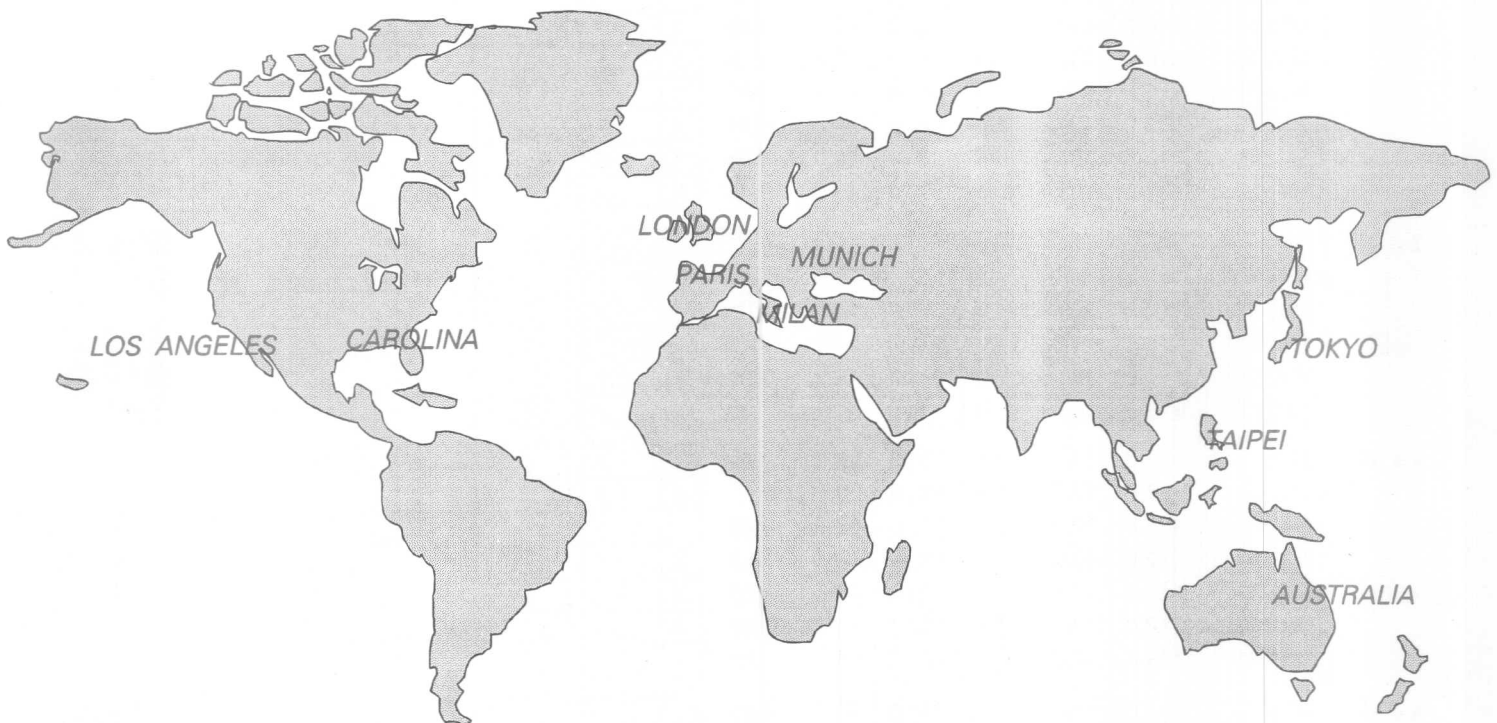 LONDON
MUNICH
PARIS
MILAN
LOS ANGELES
CAROLINA
TOKYO
TAIPEI
AUSTRALIA